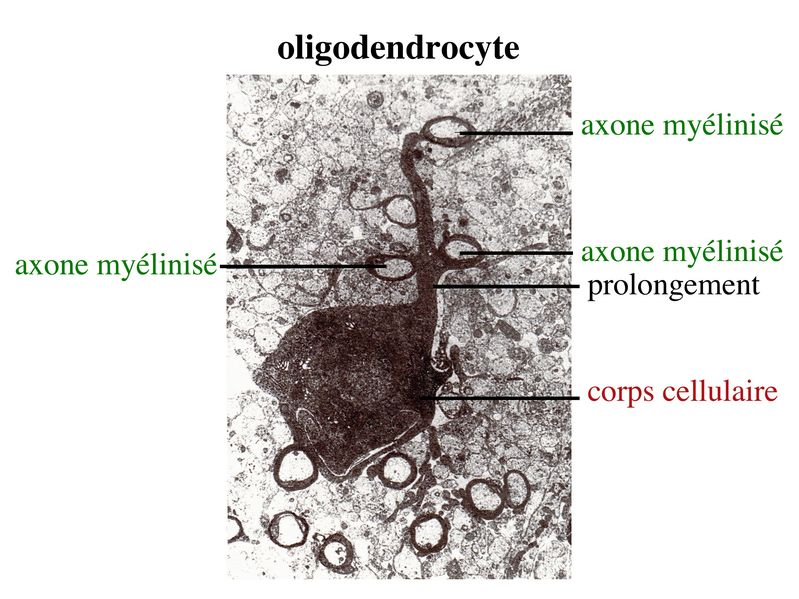 oligodendrocyte
axone myélinisé
axone myélinisé
axone myélinisé
prolongement
corps cellulaire